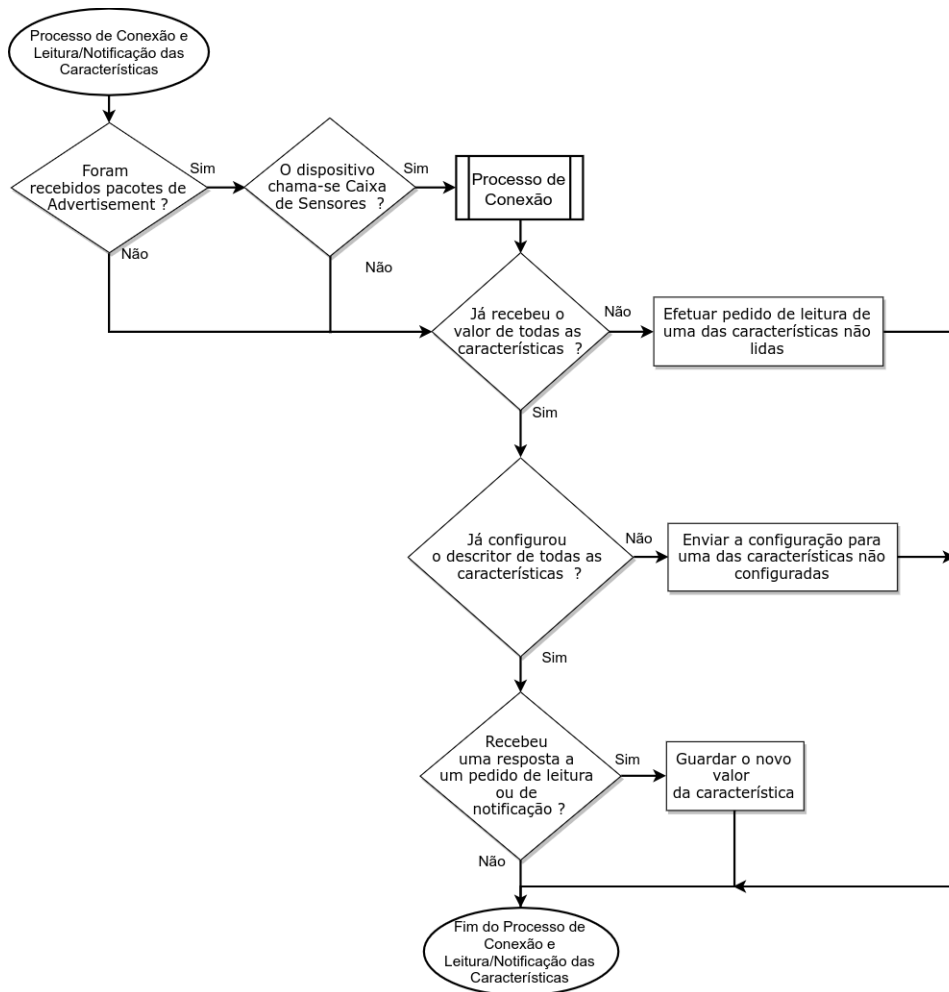 Processo de Conexão e
Leitura/Notificação das
Características
Foram
recebidos pacotes de
Advertisement ?
Sim
Não
O dispositivo
chama-se Caixa
de Sensores ?
Sim
Não
Processo de
Conexão
Já recebeu o
valor de todas as
características ?
Não
Sim
Efetuar pedido de leitura de
uma das características não
lidas
Já configurou
o descritor de todas as
características ?
Não
Sim
Enviar a configuração para
uma das características não
configuradas
Recebeu
uma resposta a
um pedido de leitura
ou de
notificação ?
Sim
Não
Guardar o novo
valor
da característica
Fim do Processo de
Conexão e
Leitura/Notificação das
Características